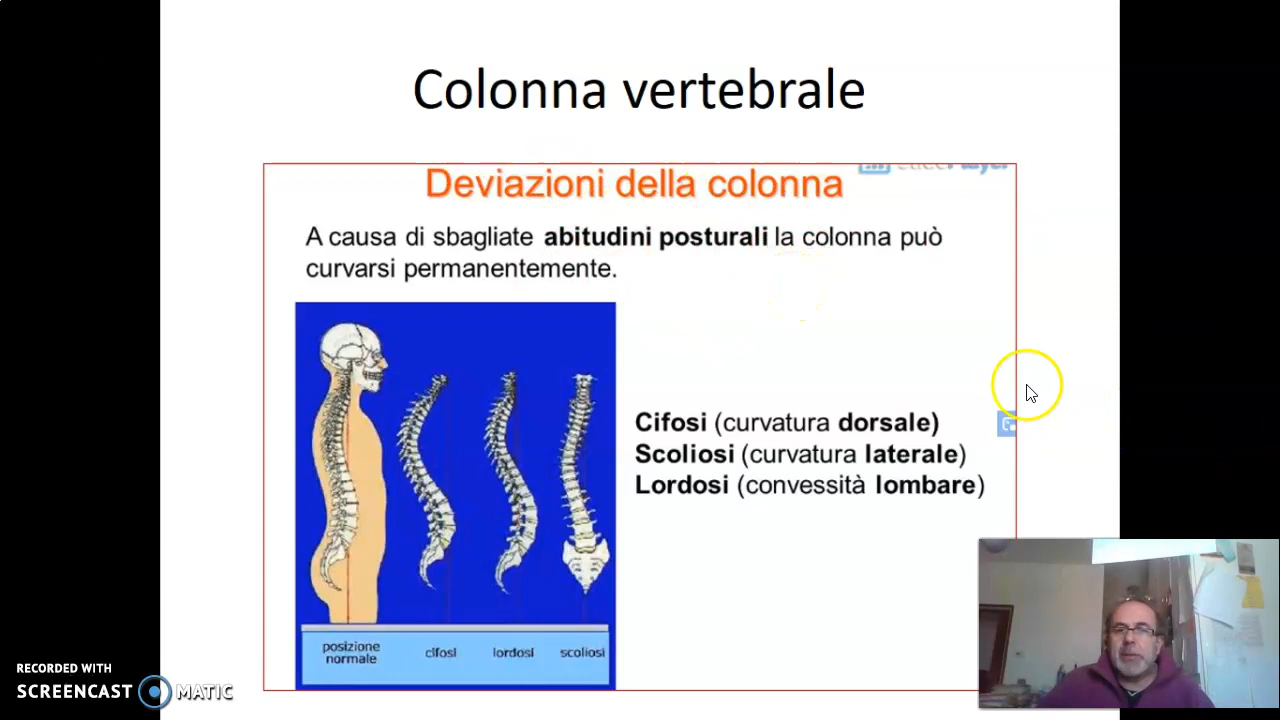 Colonna vertebrale
Deviazioni della colonna
A causa di sbagliate abitudini posturali la colonna può
curvarsi permanentemente.
Cifosi (curvatura dorsale)
Scoliosi (curvatura laterale)
Lordosi (convessità lombare)
posizione
normale
cifosi
lordosi
scoliosi
RECORDED WITH
SCREENCAST MATIC